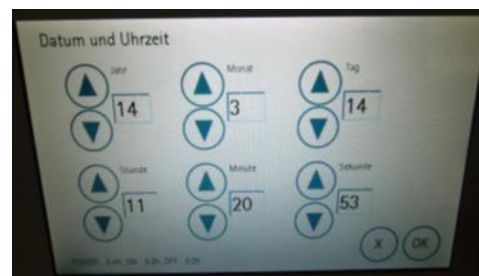 Datum und Uhrzeit
Jahr Monat Tag
14 3 14
Stunde Minute Sekunde
11 20 53
X OK